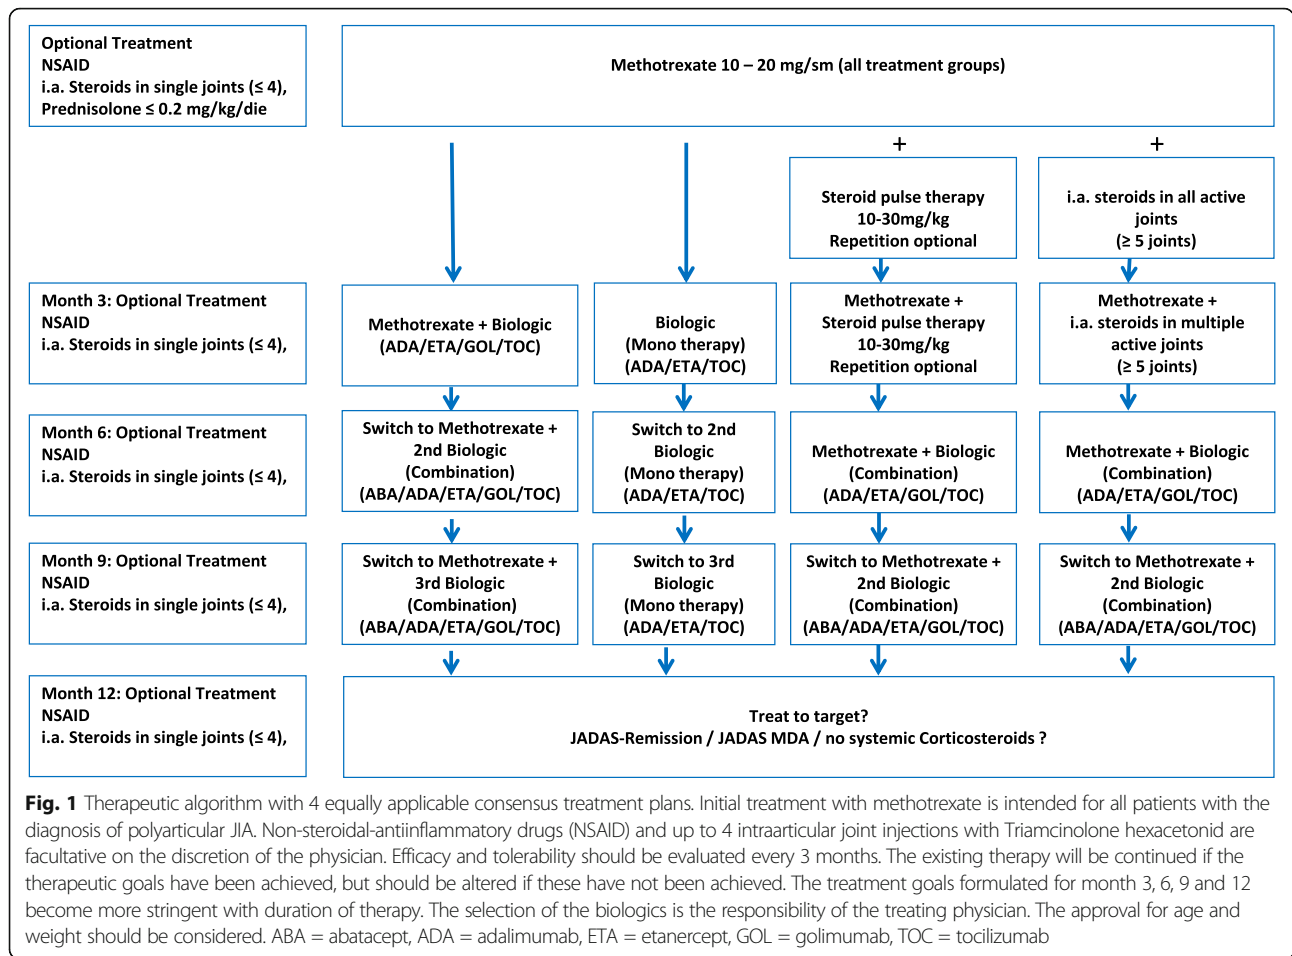 Optional Treatment
NSAID
i.a. Steroids in single joints (≤ 4),
Prednisolone ≤ 0.2 mg/kg/die
Methotrexate 10 – 20 mg/sm (all treatment groups)
+
+
Steroid pulse therapy
10-30mg/kg
Repetition optional
i.a. steroids in all active
joints
(≥ 5 joints)
Month 3: Optional Treatment
NSAID
i.a. Steroids in single joints (≤ 4),
Methotrexate + Biologic
(ADA/ETA/GOL/TOC)
Biologic
(Mono therapy)
(ADA/ETA/TOC)
Methotrexate +
Steroid pulse therapy
10-30mg/kg
Repetition optional
Methotrexate +
i.a. steroids in multiple
active joints
(≥ 5 joints)
Month 6: Optional Treatment
NSAID
i.a. Steroids in single joints (≤ 4),
Switch to Methotrexate +
2nd Biologic
(Combination)
(ABA/ADA/ETA/GOL/TOC)
Switch to 2nd
Biologic
(Mono therapy)
(ADA/ETA/TOC)
Methotrexate + Biologic
(Combination)
(ADA/ETA/GOL/TOC)
Methotrexate + Biologic
(Combination)
(ADA/ETA/GOL/TOC)
Month 9: Optional Treatment
NSAID
i.a. Steroids in single joints (≤ 4),
Switch to Methotrexate +
3rd Biologic
(Combination)
(ABA/ADA/ETA/GOL/TOC)
Switch to 3rd
Biologic
(Mono therapy)
(ADA/ETA/TOC)
Switch to Methotrexate +
2nd Biologic
(Combination)
(ABA/ADA/ETA/GOL/TOC)
Switch to Methotrexate +
2nd Biologic
(Combination)
(ABA/ADA/ETA/GOL/TOC)
Month 12: Optional Treatment
NSAID
i.a. Steroids in single joints (≤ 4),
Treat to target?
JADAS-Remission / JADAS MDA / no systemic Corticosteroids ?
Fig. 1 Therapeutic algorithm with 4 equally applicable consensus treatment plans. Initial treatment with methotrexate is intended for all patients with the
diagnosis of polyarticular JIA. Non-steroidal-antiinflammatory drugs (NSAID) and up to 4 intraarticular joint injections with Triamcinolone hexacetonid are
facultative on the discretion of the physician. Efficacy and tolerability should be evaluated every 3 months. The existing therapy will be continued if the
therapeutic goals have been achieved, but should be altered if these have not been achieved. The treatment goals formulated for month 3, 6, 9 and 12
become more stringent with duration of therapy. The selection of the biologics is the responsibility of the treating physician. The approval for age and
weight should be considered. ABA = abatacept, ADA = adalimumab, ETA = etanercept, GOL = golimumab, TOC = tocilizumab